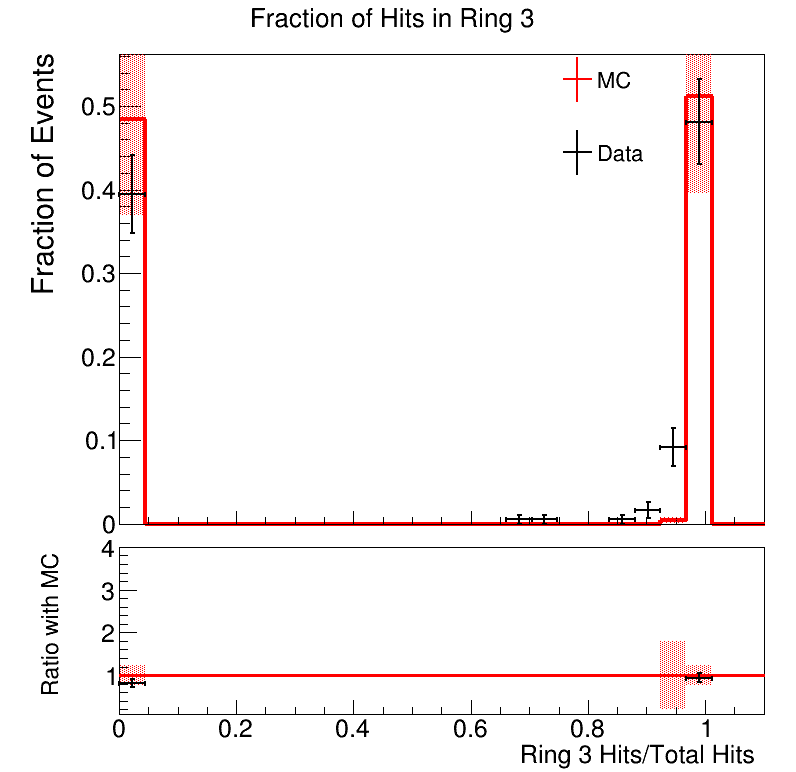 Fraction of Hits in Ring 3
Fraction of Events
0.5
0.4
0.3
0.2
0.1
0
MC
Data
Ratio with MC
4
3
2
1
0 0.2 0.4 0.6 0.8 1
Ring 3 Hits/Total Hits